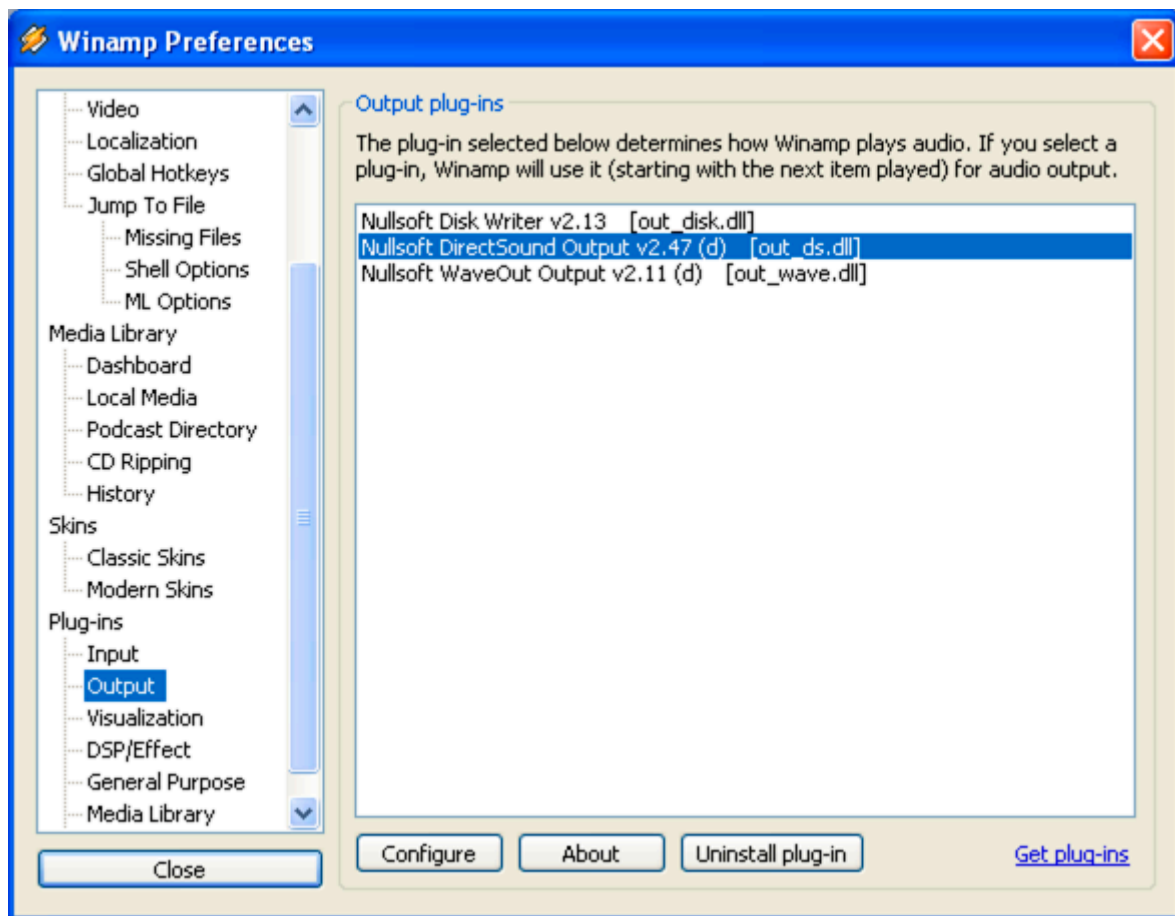 Winamp Preferences
Video
Localization
Global Hotkeys
Jump To File
Missing Files
Shell Options
ML Options
Media Library
Dashboard
Local Media
Podcast Directory
CD Ripping
History
Skins
Classic Skins
Modern Skins
Plug-ins
Input
Output
Visualization
DSP/Effect
General Purpose
Media Library
Close
Output plug-ins
The plug-in selected below determines how Winamp plays audio. If you select a
plug-in, Winamp will use it (starting with the next item played) for audio output.
Nullsoft Disk Writer v2.13 [out_disk.dll]
Nullsoft DirectSound Output v2.47 (d) [out_ds.dll]
Nullsoft WaveOut Output v2.11 (d) [out_wave.dll]
Configure
About
Uninstall plug-in
Get plug-ins